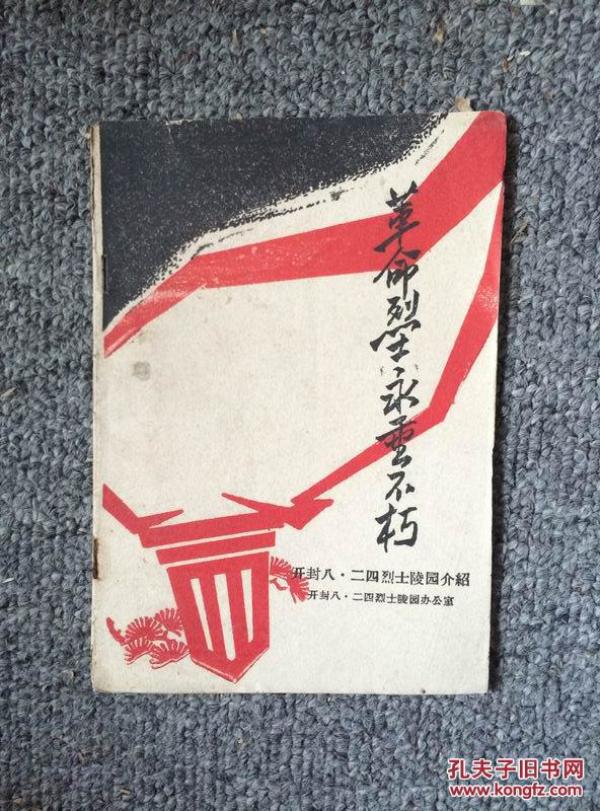 革命烈士永垂不朽
开封八·二四烈士陵园介紹
开封八·二四烈士陵园办公室
孔夫子旧书网
www.kongfz.com